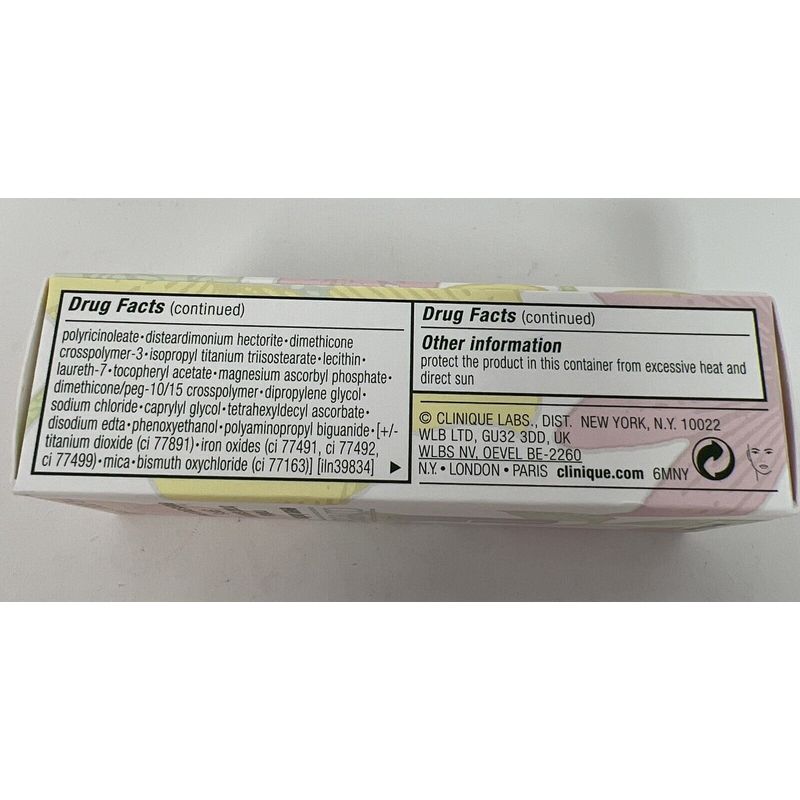 Drug Facts (continued)
polyricinoleate • disteardimonium hectorite • dimethicone
crosspolymer-3 • isopropyl titanium triisostearate • lecithin •
laureth-7 • tocopheryl acetate • magnesium ascorbyl phosphate •
dimethicone/peg-10/15 crosspolymer • dipropylene glycol •
sodium chloride • caprylyl glycol • tetrahexyldecyl ascorbate •
disodium edta • phenoxyethanol • polyaminopropyl biguanide • [+/-
titanium dioxide (ci 77891) • iron oxides (ci 77491, ci 77492,
ci 77499) • mica • bismuth oxychloride (ci 77163)] [iln39834]
Drug Facts (continued)
Other information
protect the product in this container from excessive heat and
direct sun
© CLINIQUE LABS., DIST. NEW YORK, N.Y. 10022
WLB LTD, GU32 3DD, UK
WLBS NV, OEVEL BE-2260
N.Y. • LONDON • PARIS clinique.com 6MNY